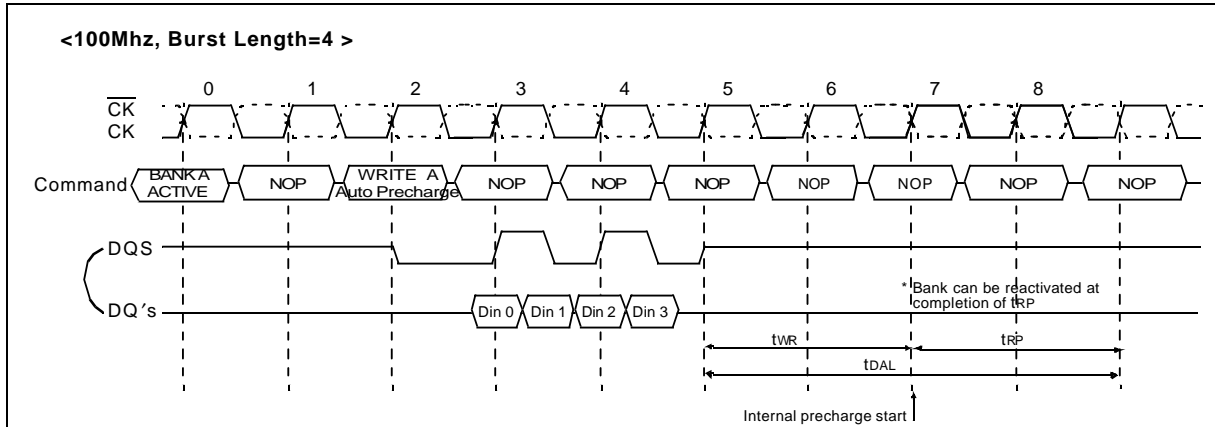 <100Mhz, Burst Length=4 >
0 1 2 3 4 5 6 7 8
CK
CK
Command
BANK A
ACTIVE
NOP
WRITE A
Auto Precharge
NOP
NOP
NOP
NOP
NOP
NOP
NOP
DQS
DQ's
Din 0
Din 1
Din 2
Din 3
* Bank can be reactivated at
completion of tRP
tWR
tRP
tDAL
Internal precharge start